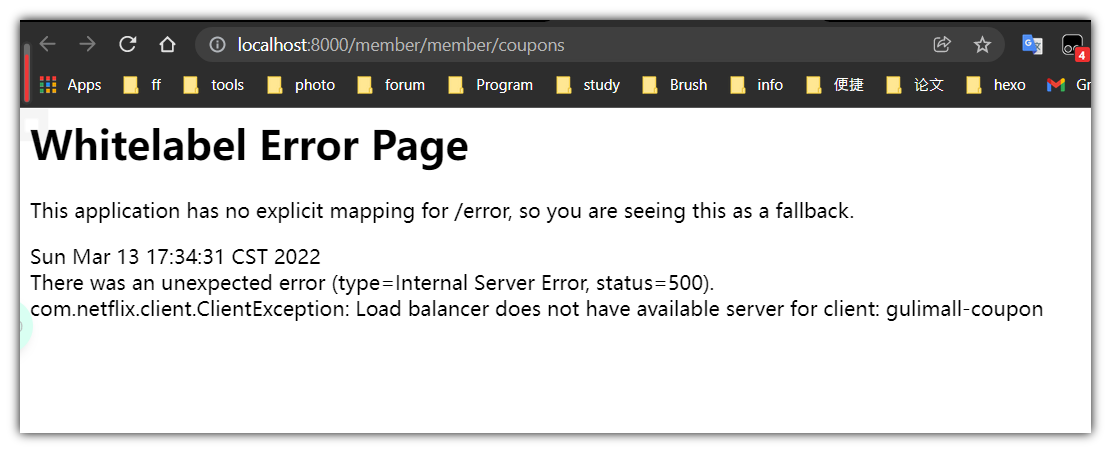 localhost:8000/member/member/coupons
4
Apps ff tools photo forum Program study Brush info 便捷 论文 hexo
Whitelabel Error Page
This application has no explicit mapping for /error, so you are seeing this as a fallback.
Sun Mar 13 17:34:31 CST 2022
There was an unexpected error (type=Internal Server Error, status=500).
com.netflix.client.ClientException: Load balancer does not have available server for client: gulimall-coupon